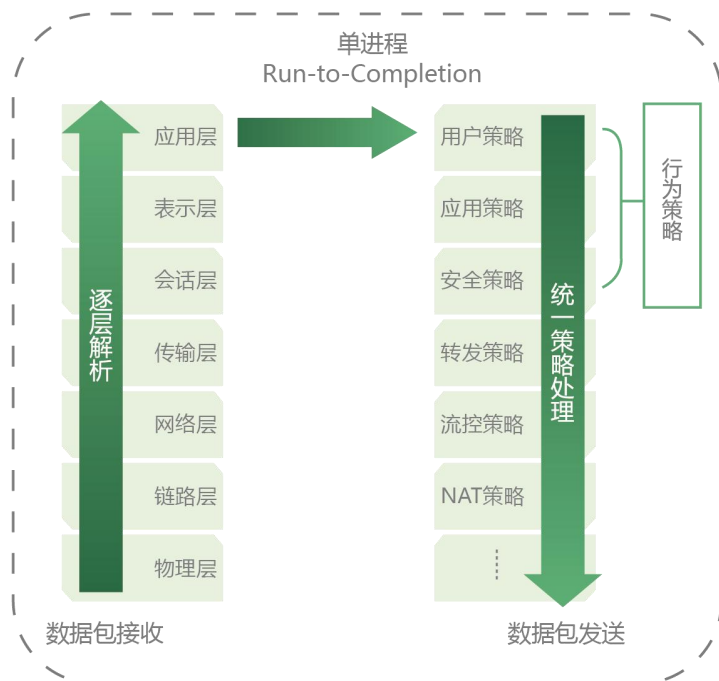 单进程
Run-to-Completion
应用层
表示层
会话层
传输层
网络层
链路层
物理层
逐层解析
数据包接收
用户策略
应用策略
安全策略
转发策略
流控策略
NAT策略
统一策略处理
数据包发送
行为策略